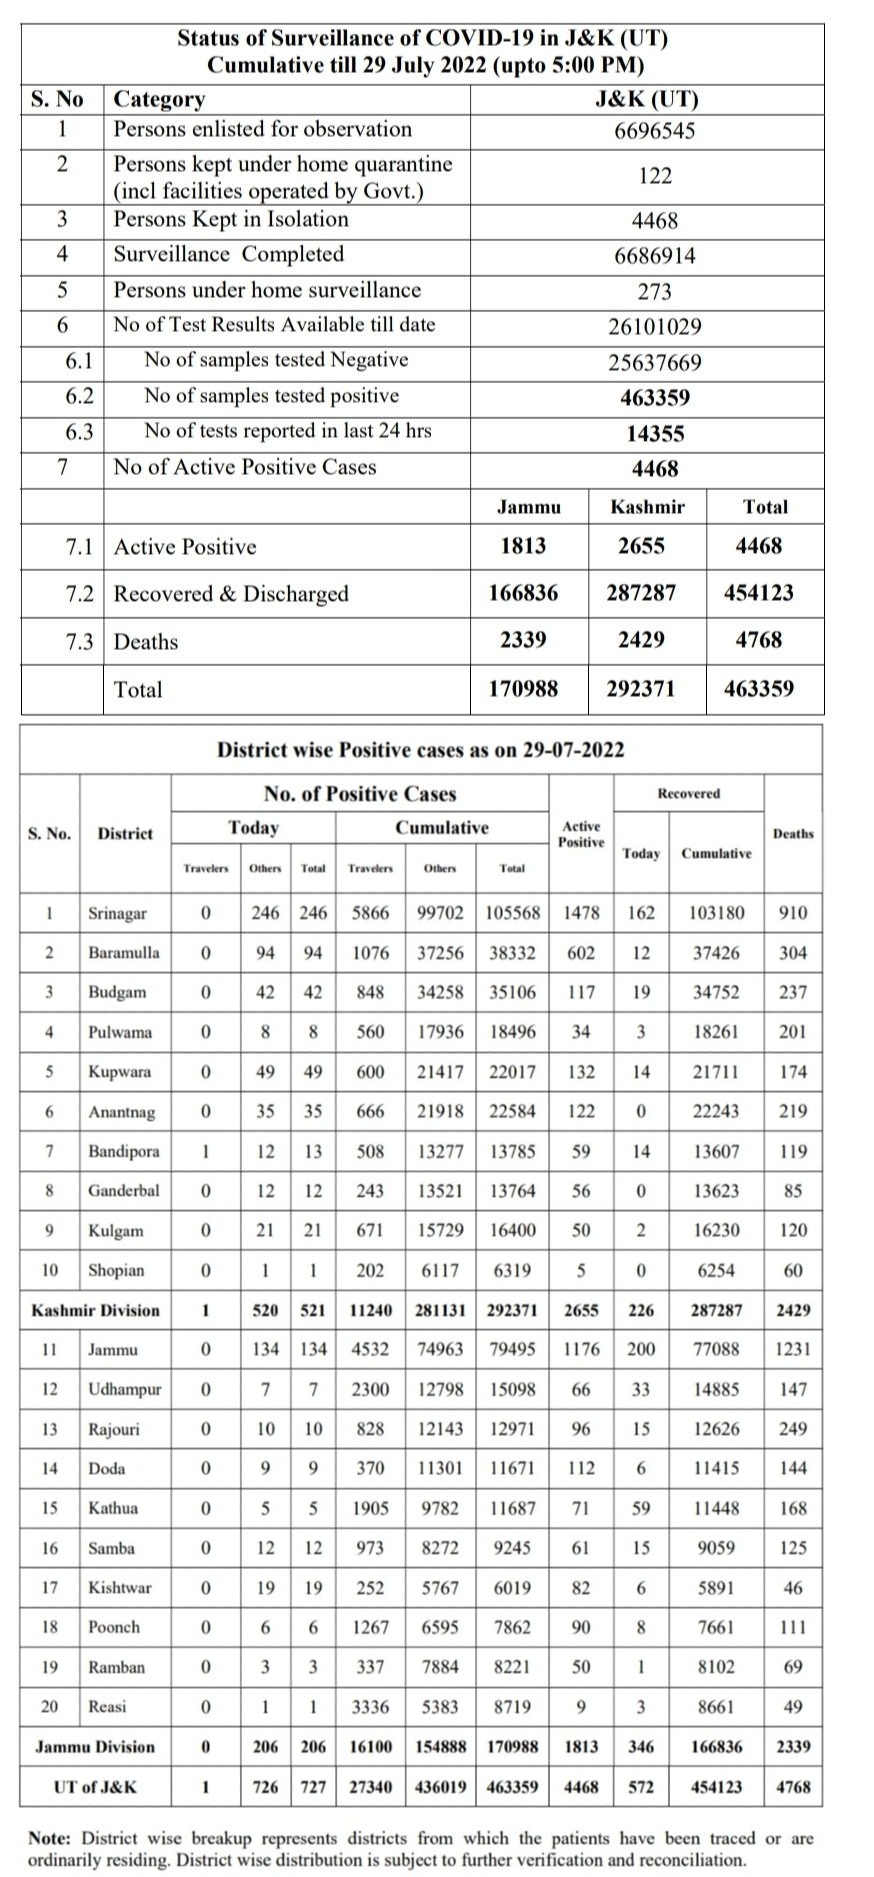 Status of Surveillance of COVID-19 in J&K (UT)
Cumulative till 29 July 2022 (upto 5:00 PM)
S. No Category J&K (UT)
1 Persons enlisted for observation 6696545
2 Persons kept under home quarantine
(incl facilities operated by Govt.) 122
3 Persons Kept in Isolation 4468
4 Surveillance Completed 6686914
5 Persons under home surveillance 273
6 No of Test Results Available till date 26101029
6.1 No of samples tested Negative 25637669
6.2 No of samples tested positive 463359
6.3 No of tests reported in last 24 hrs 14355
7 No of Active Positive Cases 4468
Jammu Kashmir Total
7.1 Active Positive 1813 2655 4468
7.2 Recovered & Discharged 166836 287287 454123
7.3 Deaths 2339 2429 4768
Total 170988 292371 463359
District wise Positive cases as on 29-07-2022
S. No. District No. of Positive Cases Active Positive Recovered Deaths
Today Cumulative Today Cumulative
Travelers Others Total Travelers Others Total
1 Srinagar 0 246 246 5866 99702 105568 1478 162 103180 910
2 Baramulla 0 94 94 1076 37256 38332 602 12 37426 304
3 Budgam 0 42 42 848 34258 35106 117 19 34752 237
4 Pulwama 0 8 8 560 17936 18496 34 3 18261 201
5 Kupwara 0 49 49 600 21417 22017 132 14 21711 174
6 Anantnag 0 35 35 666 21918 22584 122 0 22243 219
7 Bandipora 1 12 13 508 13277 13785 59 14 13607 119
8 Ganderbal 0 12 12 243 13521 13764 56 0 13623 85
9 Kulgam 0 21 21 671 15729 16400 50 2 16230 120
10 Shopian 0 1 1 202 6117 6319 5 0 6254 60
Kashmir Division 1 520 521 11240 281131 292371 2655 226 287287 2429
11 Jammu 0 134 134 4532 74963 79495 1176 200 77088 1231
12 Udhampur 0 7 7 2300 12798 15098 66 33 14885 147
13 Rajouri 0 10 10 828 12143 12971 96 15 12626 249
14 Doda 0 9 9 370 11301 11671 112 6 11415 144
15 Kathua 0 5 5 1905 9782 11687 71 59 11448 168
16 Samba 0 12 12 973 8272 9245 61 15 9059 125
17 Kishtwar 0 19 19 252 5767 6019 82 6 5891 46
18 Poonch 0 6 6 1267 6595 7862 90 8 7661 111
19 Ramban 0 3 3 337 7884 8221 50 1 8102 69
20 Reasi 0 1 1 3336 5383 8719 9 3 8661 49
Jammu Division 0 206 206 16100 154888 170988 1813 346 166836 2339
UT of J&K 1 726 727 27340 436019 463359 4468 572 454123 4768
Note: District wise breakup represents districts from which the patients have been traced or are
ordinarily residing. District wise distribution is subject to further verification and reconciliation.